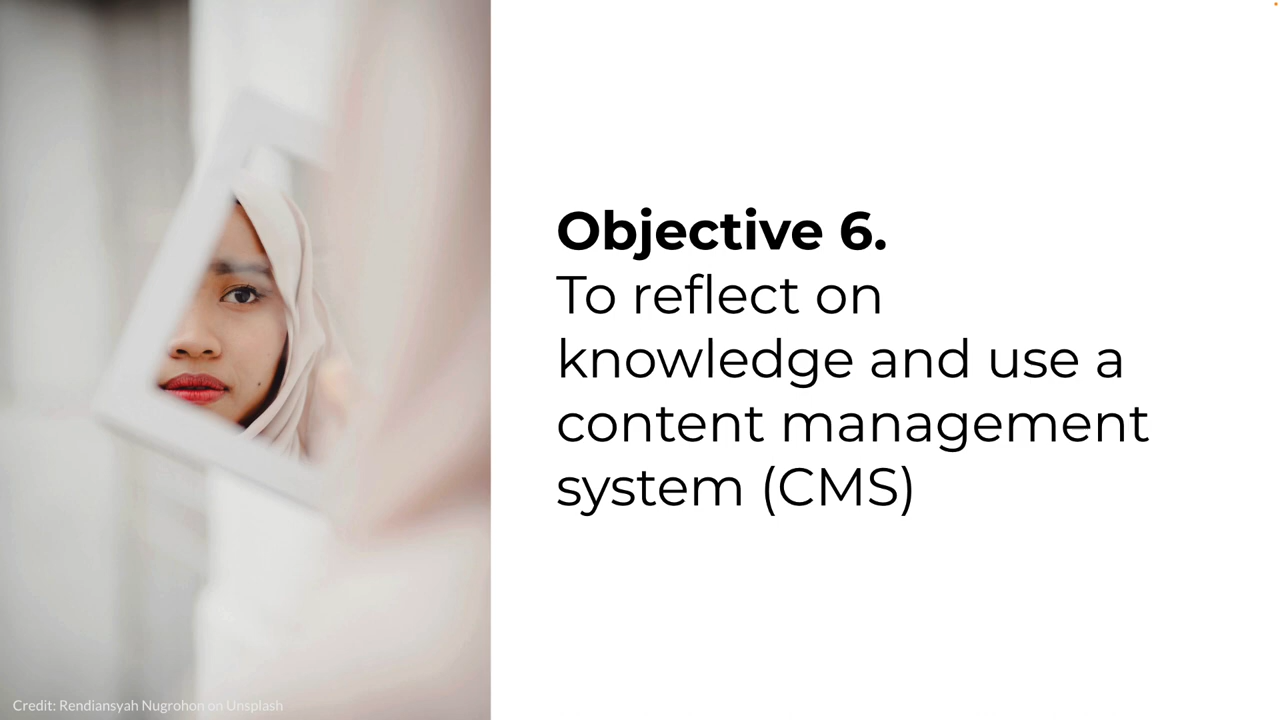 Objective 6.
To reflect on
knowledge and use a
content management
system (CMS)
Credit: Rendiansyah Nugrohon on Unsplash